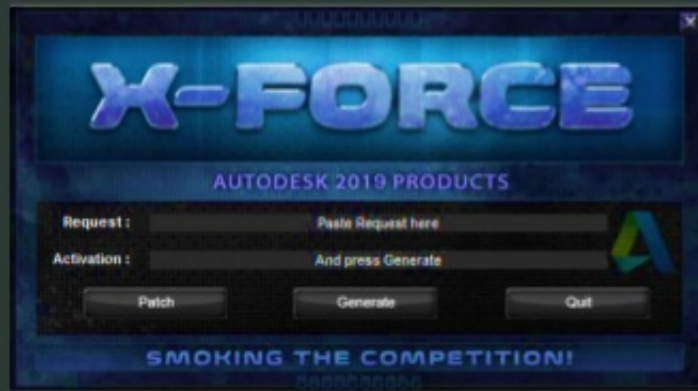 X-FORCE
AUTODESK 2019 PRODUCTS
Request : Paste Request here
Activation : And press Generate
Patch Generate Quit
SMOKING THE COMPETITION!